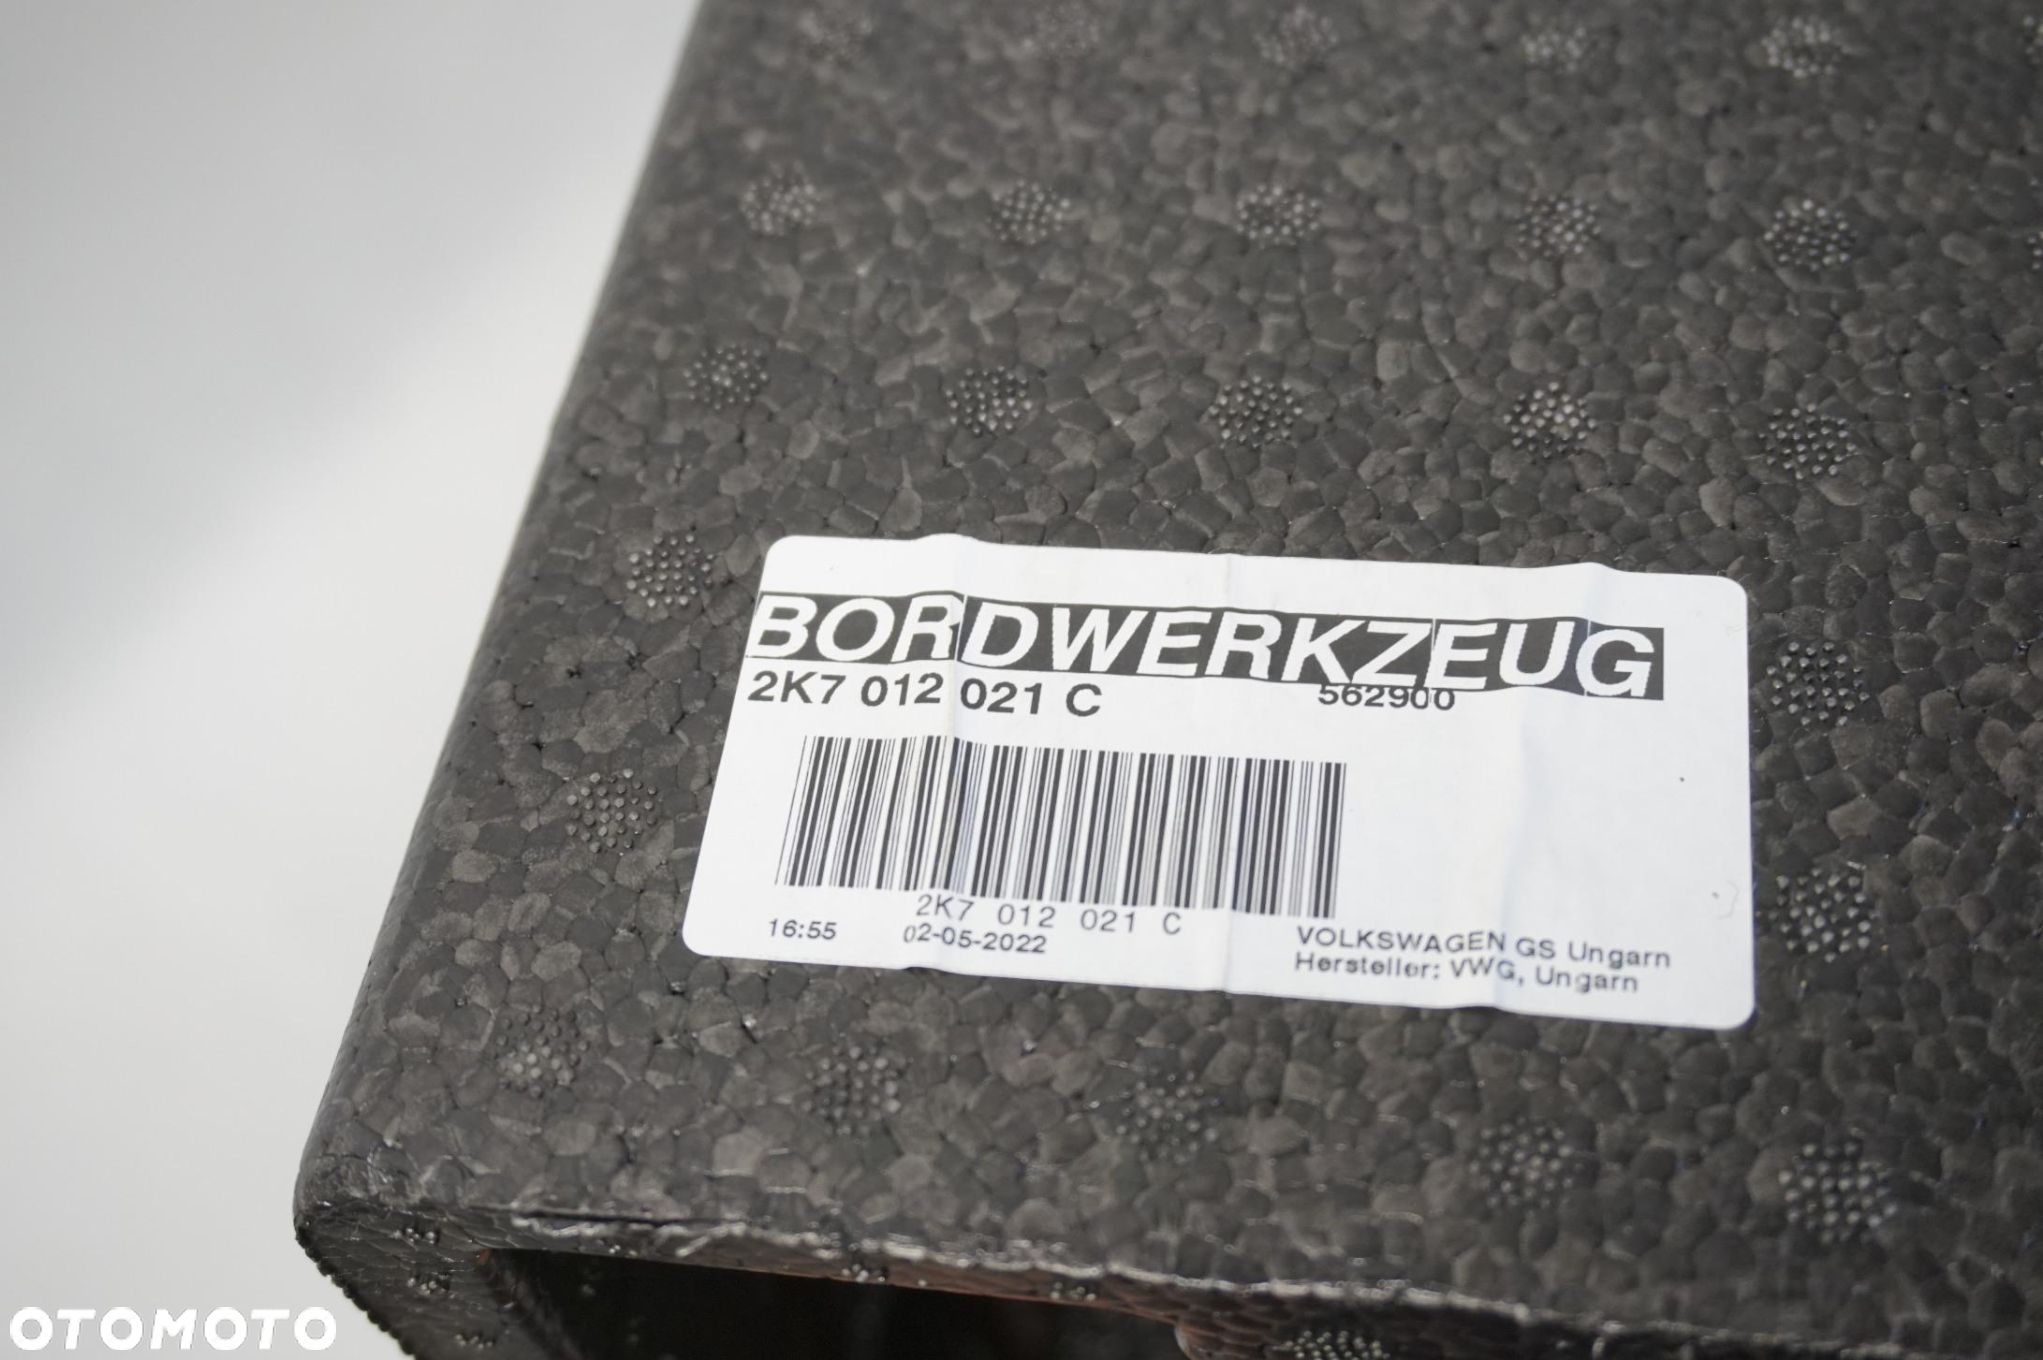 BORDWERKZEUG
2K7 012 021 C 562900
2K7 012 021 C
16:55 02-05-2022
VOLKSWAGEN GS Ungarn
Hersteller: VWG, Ungarn
OTOMOTO